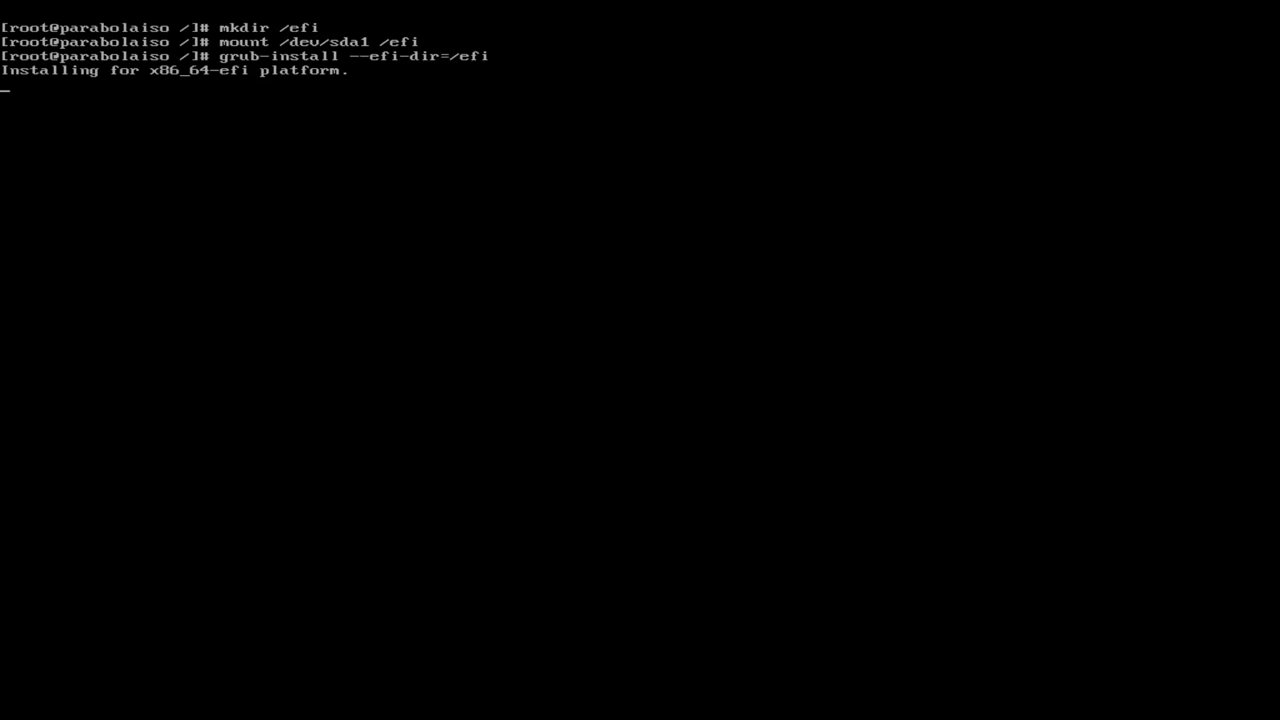 [root@parabolaiso /]# mkdir /efi
[root@parabolaiso /]# mount /dev/sda1 /efi
[root@parabolaiso /]# grub-install --efi-dir=/efi
Installing for x86_64-efi platform.